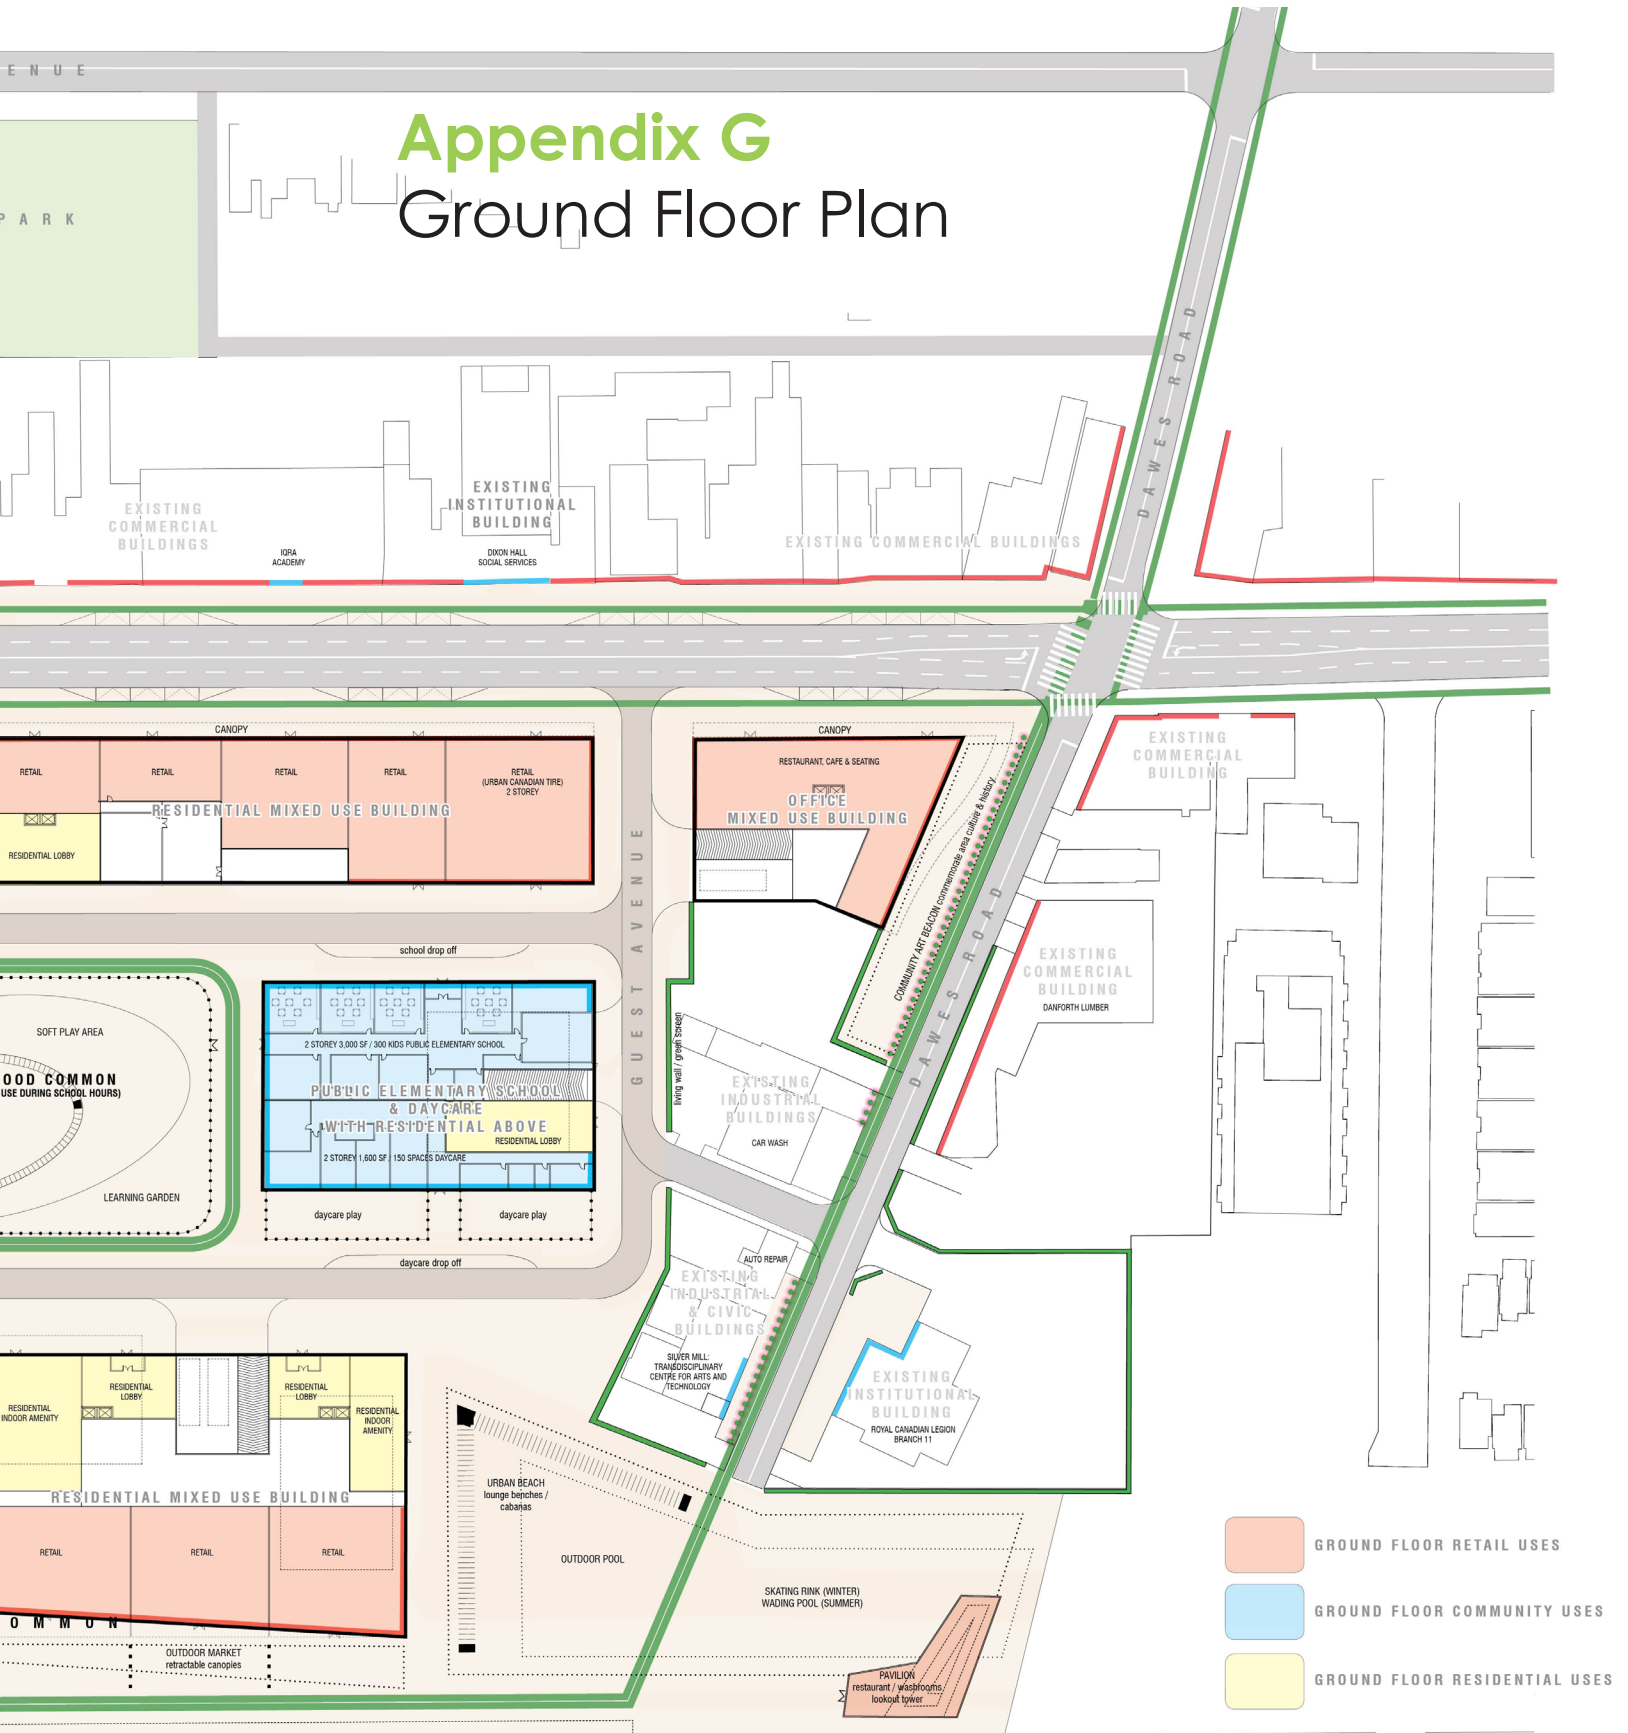 Appendix G
Ground Floor Plan
ENUE
PARK
DAWES ROAD
EXISTING
COMMERCIAL
BUILDINGS
IQRA
ACADEMY
EXISTING
INSTITUTIONAL
BUILDING
DIXON HALL
SOCIAL SERVICES
EXISTING COMMERCIAL BUILDINGS
CANOPY
RETAIL
RETAIL
RETAIL
RETAIL
RETAIL
(URBAN CANADIAN TIRE)
2 STOREY
RESIDENTIAL MIXED USE BUILDING
RESIDENTIAL LOBBY
CANOPY
RESTAURANT, CAFE & SEATING
OFFICE
MIXED USE BUILDING
COMMUNITY ART BEACON commemorate area culture & history
EXISTING
COMMERCIAL
BUILDING
GUEST AVENUE
DAWES ROAD
school drop off
SOFT PLAY AREA
OOD COMMON
USE DURING SCHOOL HOURS)
LEARNING GARDEN
2 STOREY 3,000 SF / 300 KIDS PUBLIC ELEMENTARY SCHOOL
PUBLIC ELEMENTARY SCHOOL
& DAYCARE
WITH RESIDENTIAL ABOVE
RESIDENTIAL LOBBY
2 STOREY 1,600 SF / 150 SPACES DAYCARE
daycare play
daycare play
daycare drop off
living wall / green screen
EXISTING
INDUSTRIAL
BUILDINGS
CAR WASH
EXISTING
COMMERCIAL
BUILDING
DANFORTH LUMBER
AUTO REPAIR
EXISTING
INDUSTRIAL
& CIVIC
BUILDINGS
SILVER MILL:
TRANSDISCIPLINARY
CENTRE FOR ARTS AND
TECHNOLOGY
EXISTING
INSTITUTIONAL
BUILDING
ROYAL CANADIAN LEGION
BRANCH 11
RESIDENTIAL
INDOOR AMENITY
RESIDENTIAL
LOBBY
RESIDENTIAL
LOBBY
RESIDENTIAL
INDOOR
AMENITY
RESIDENTIAL MIXED USE BUILDING
RETAIL
RETAIL
RETAIL
OMMON
OUTDOOR MARKET
retractable canopies
URBAN BEACH
lounge benches /
cabanas
OUTDOOR POOL
SKATING RINK (WINTER)
WADING POOL (SUMMER)
PAVILION
restaurant / washrooms
lookout tower
GROUND FLOOR RETAIL USES
GROUND FLOOR COMMUNITY USES
GROUND FLOOR RESIDENTIAL USES